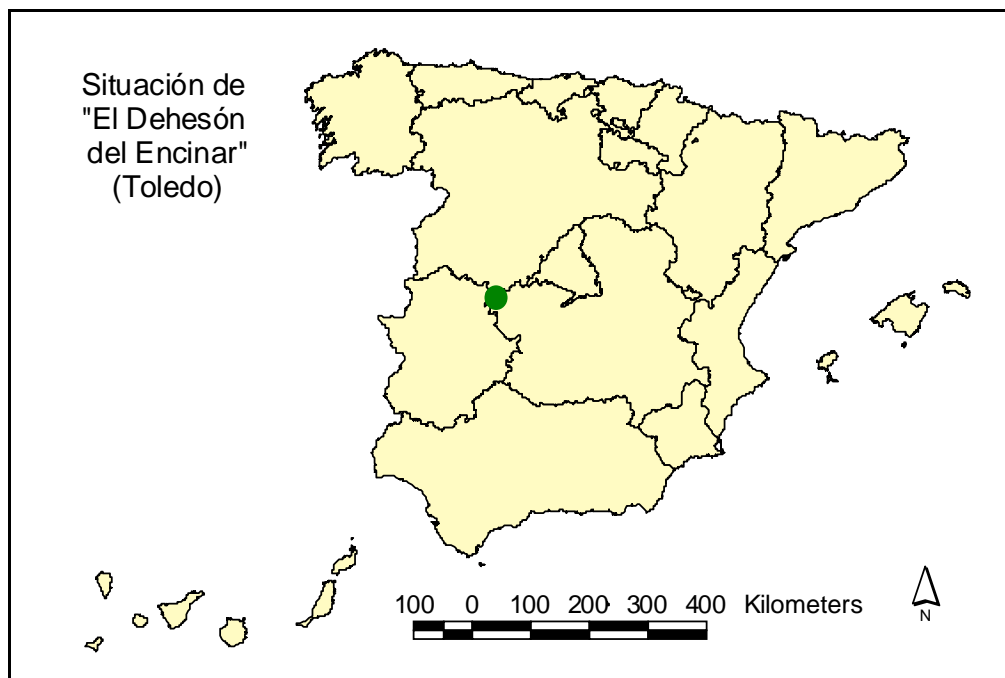 Situación de
"El Dehesón
del Encinar"
(Toledo)
100 0 100 200 300 400 Kilometers
N